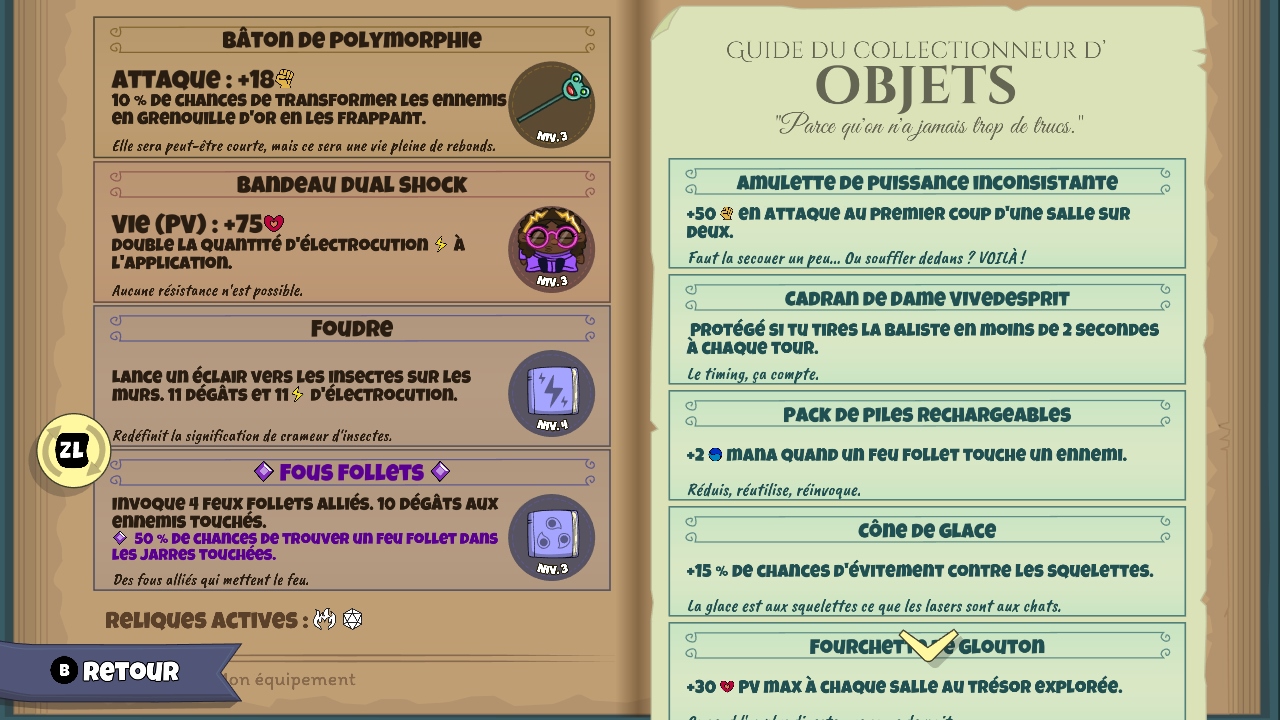 BÂTON DE POLYMORPHIE
ATTAQUE : +18
10 % DE CHANCES DE TRANSFORMER LES ENNEMIS
EN GRENOUILLE D'OR EN LES FRAPPANT.
Elle sera peut-être courte, mais ce sera une vie pleine de rebonds.
NIV. 3
BANDEAU DUAL SHOCK
VIE (PV) : +75
DOUBLE LA QUANTITÉ D'ÉLECTROCUTION À
L'APPLICATION.
Aucune résistance n'est possible.
NIV. 3
FOUDRE
LANCE UN ÉCLAIR VERS LES INSECTES SUR LES
MURS. 11 DÉGÂTS ET 11 D'ÉLECTROCUTION.
Redéfinit la signification de crameur d'insectes.
NIV. 4
ZL
FOUS FOLLETS
INVOQUE 4 FEUX FOLLETS ALLIÉS. 10 DÉGÂTS AUX
ENNEMIS TOUCHÉS.
50 % DE CHANCES DE TROUVER UN FEU FOLLET DANS
LES JARRES TOUCHÉES.
Des fous alliés qui mettent le feu.
NIV. 3
RELIQUES ACTIVES :
B RETOUR
on équipement
GUIDE DU COLLECTIONNEUR D'
OBJETS
"Parce qu'on n'a jamais trop de trucs."
AMULETTE DE PUISSANCE INCONSISTANTE
+50 EN ATTAQUE AU PREMIER COUP D'UNE SALLE SUR
DEUX.
Faut la secouer un peu... Ou souffler dedans ? VOILÀ !
CADRAN DE DAME VIVEDESPRIT
PROTÉGÉ SI TU TIRES LA BALISTE EN MOINS DE 2 SECONDES
À CHAQUE TOUR.
Le timing, ça compte.
PACK DE PILES RECHARGEABLES
+2 MANA QUAND UN FEU FOLLET TOUCHE UN ENNEMI.
Réduis, réutilise, réinvoque.
CÔNE DE GLACE
+15 % DE CHANCES D'ÉVITEMENT CONTRE LES SQUELETTES.
La glace est aux squelettes ce que les lasers sont aux chats.
FOURCHETTE DE GLOUTON
+30 PV MAX À CHAQUE SALLE AU TRÉSOR EXPLORÉE.